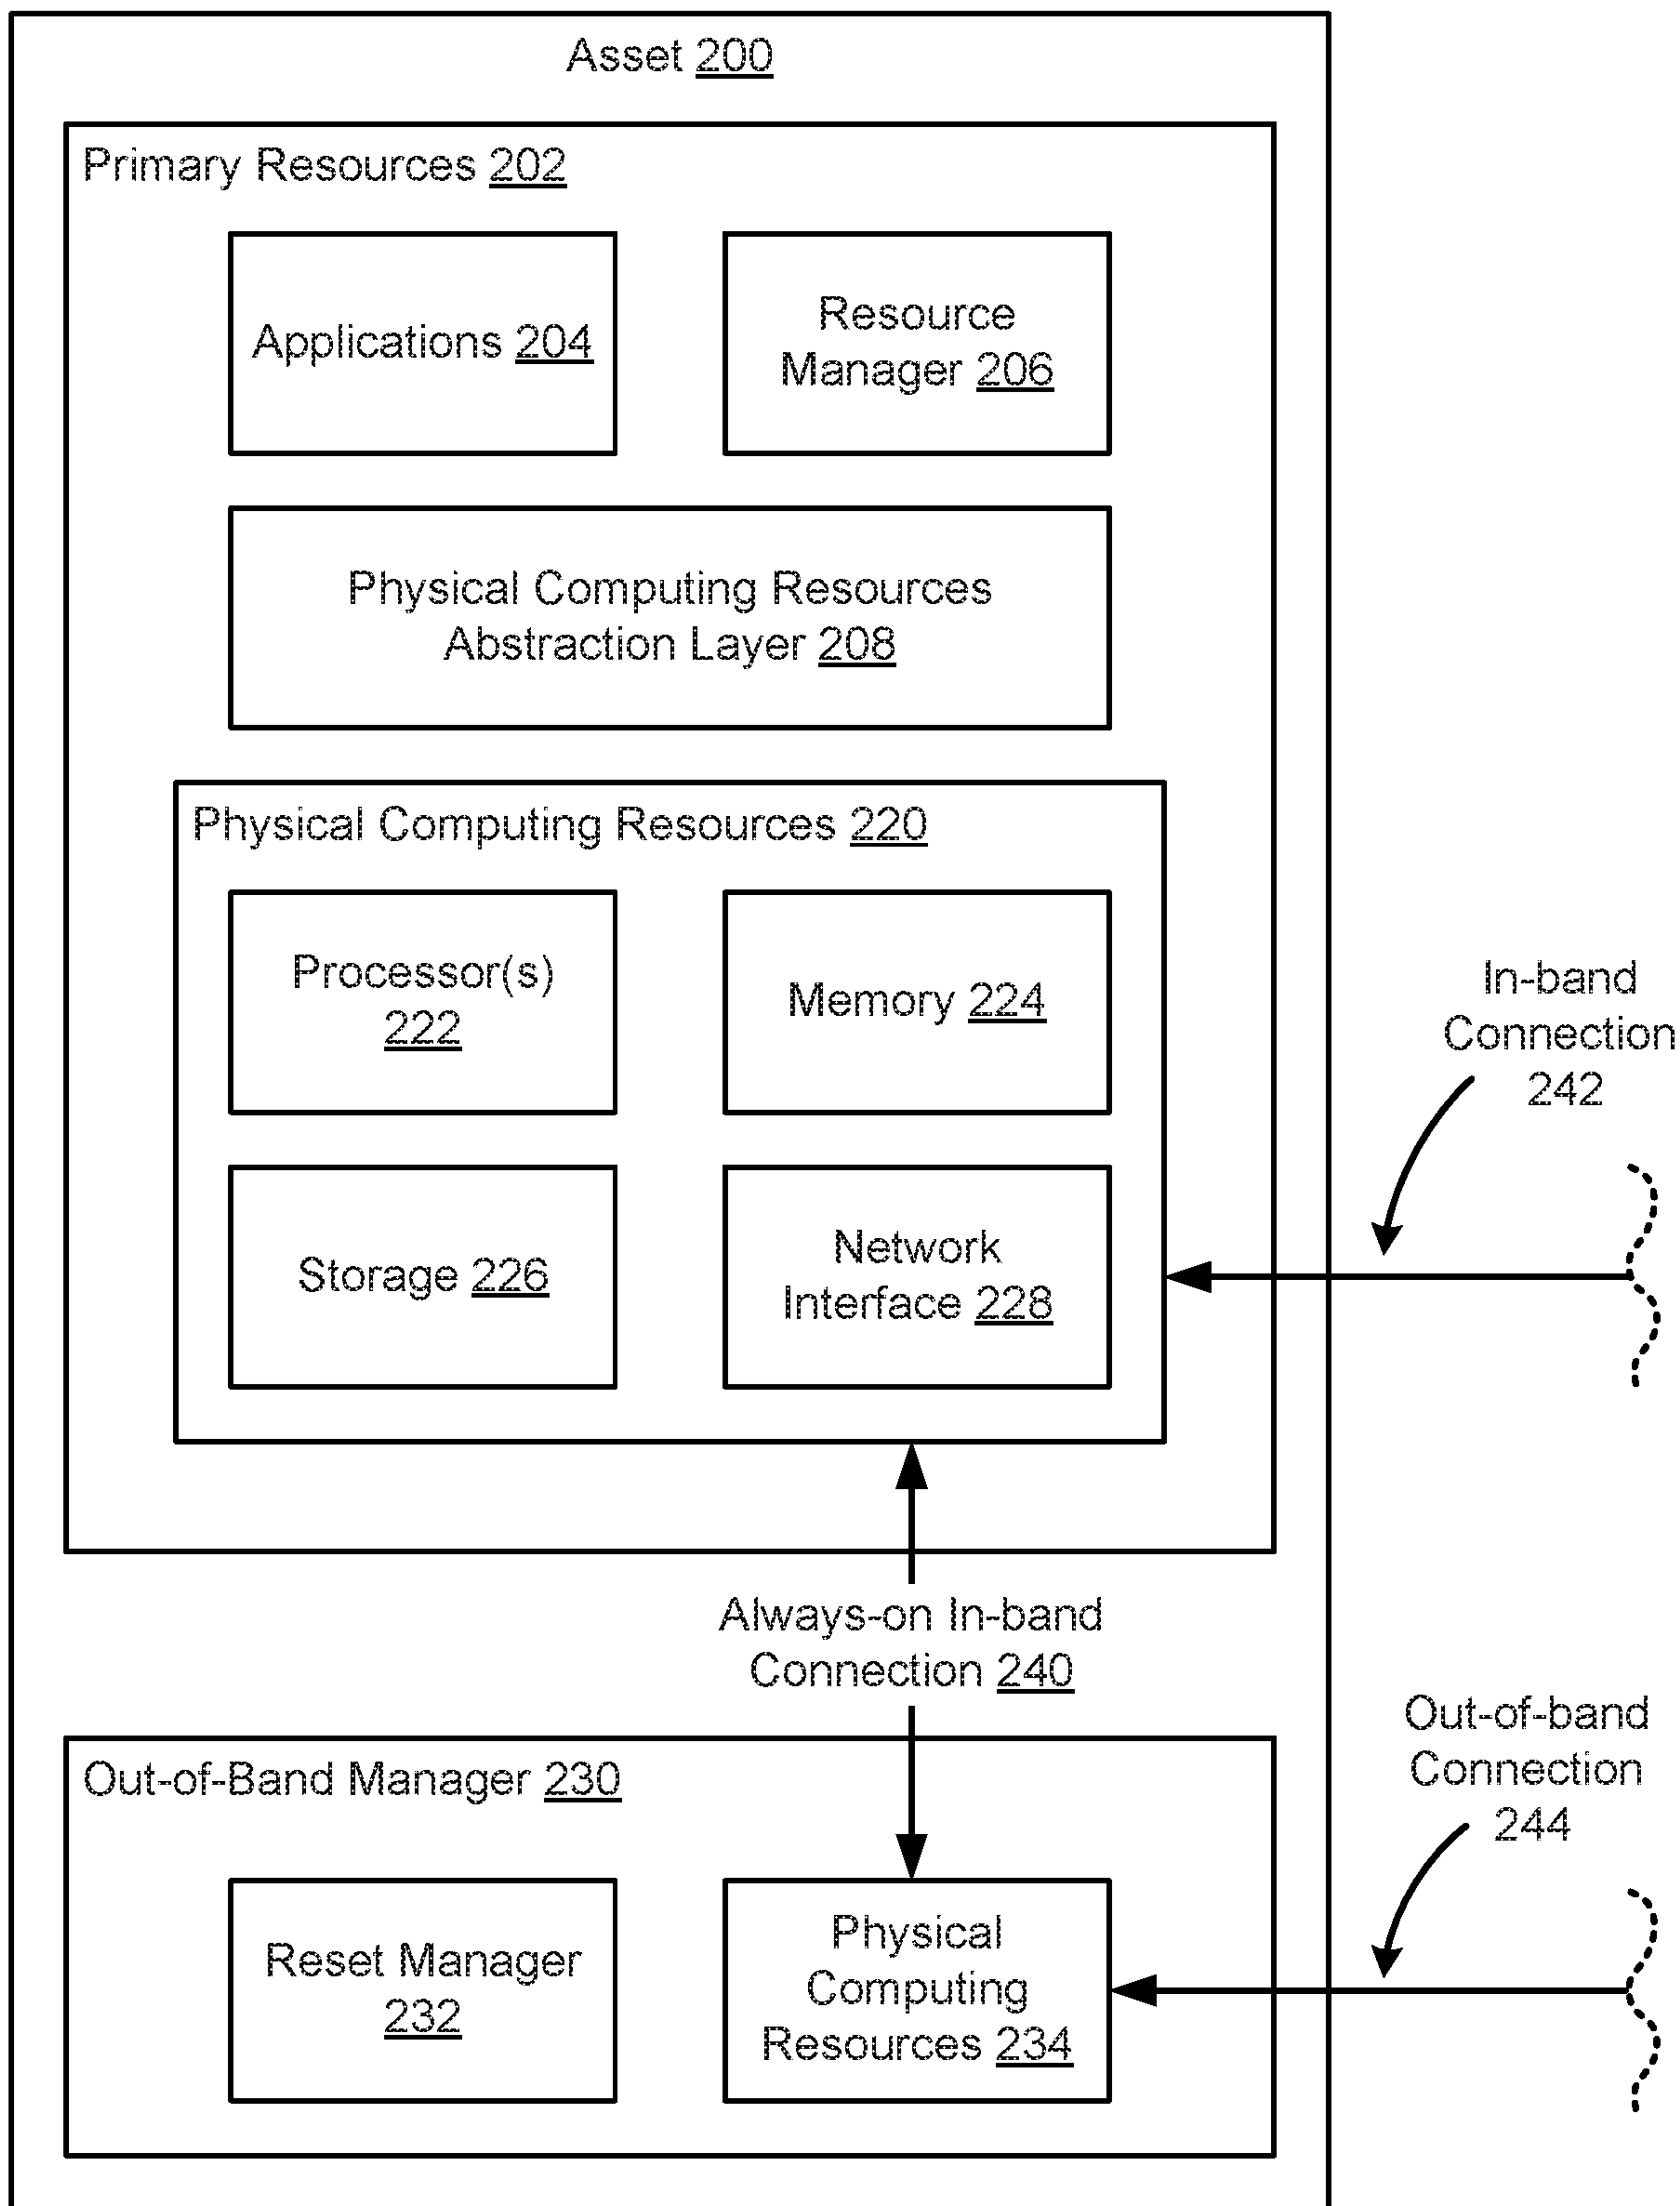 Asset 200
Primary Resources 202
Applications 204
Resource
Manager 206
Physical Computing Resources
Abstraction Layer 208
Physical Computing Resources 220
Processor(s)
222
Memory 224
Storage 226
Network
Interface 228
In-band
Connection
242
Always-on In-band
Connection 240
Out-of-Band Manager 230
Reset Manager
232
Physical
Computing
Resources 234
Out-of-band
Connection
244